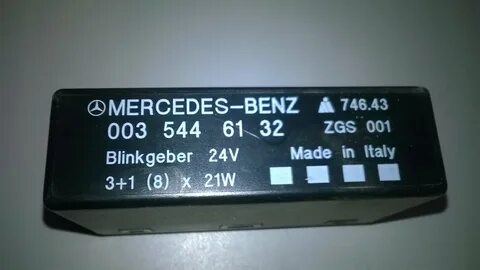 MERCEDES-BENZ 746.43
003 544 61 32 ZGS 001
Blinkgeber 24V Made in Italy
3+1 (8) x 21W